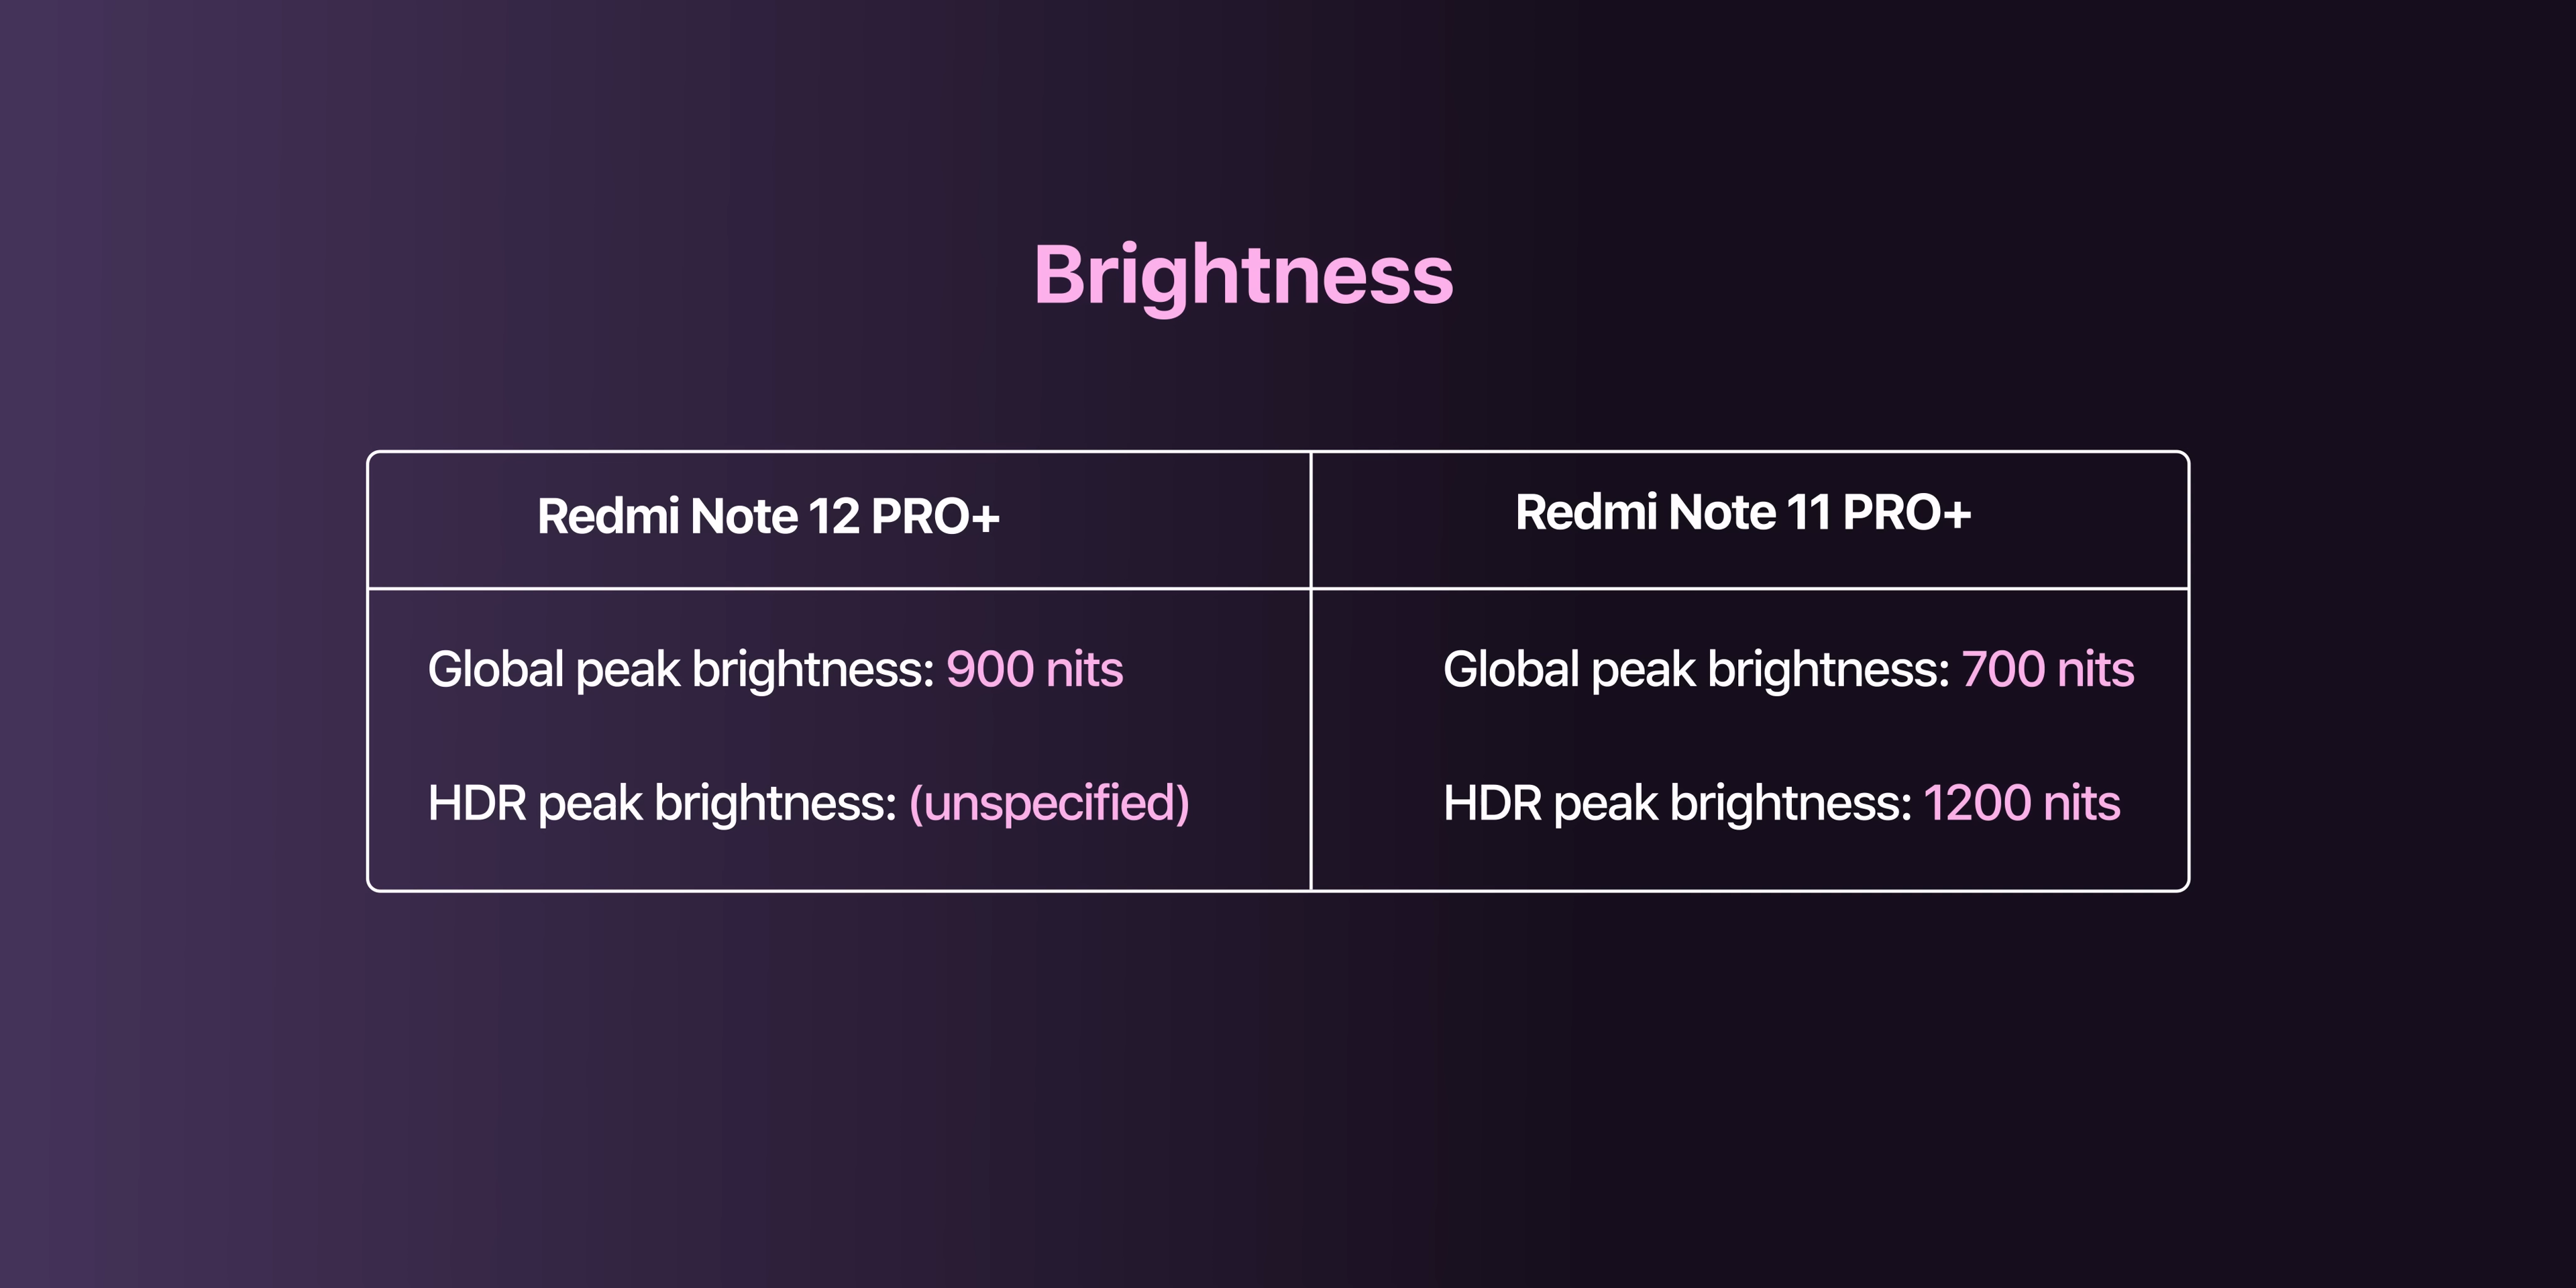 Brightness
Redmi Note 12 PRO+
Redmi Note 11 PRO+
Global peak brightness: 900 nits
HDR peak brightness: (unspecified)
Global peak brightness: 700 nits
HDR peak brightness: 1200 nits